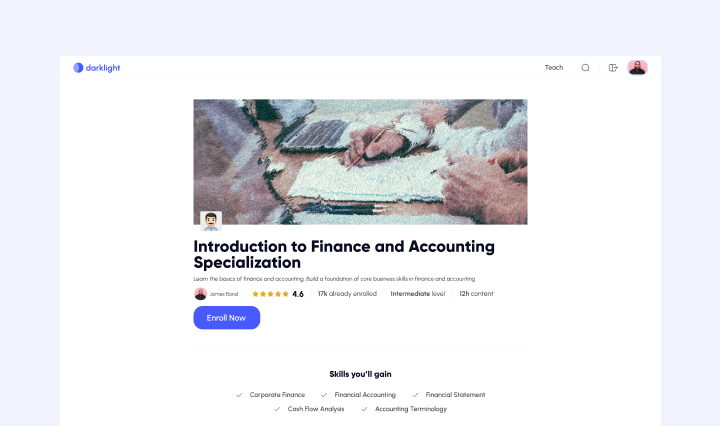 darklight
Teach
Introduction to Finance and Accounting
Specialization
Learn the basics of finance and accounting. Build a foundation of core business skills in finance and accounting
James Bond 4.6 17k already enrolled Intermediate level 12h content
Enroll Now
Skills you'll gain
Corporate Finance Financial Accounting Financial Statement
Cash Flow Analysis Accounting Terminology